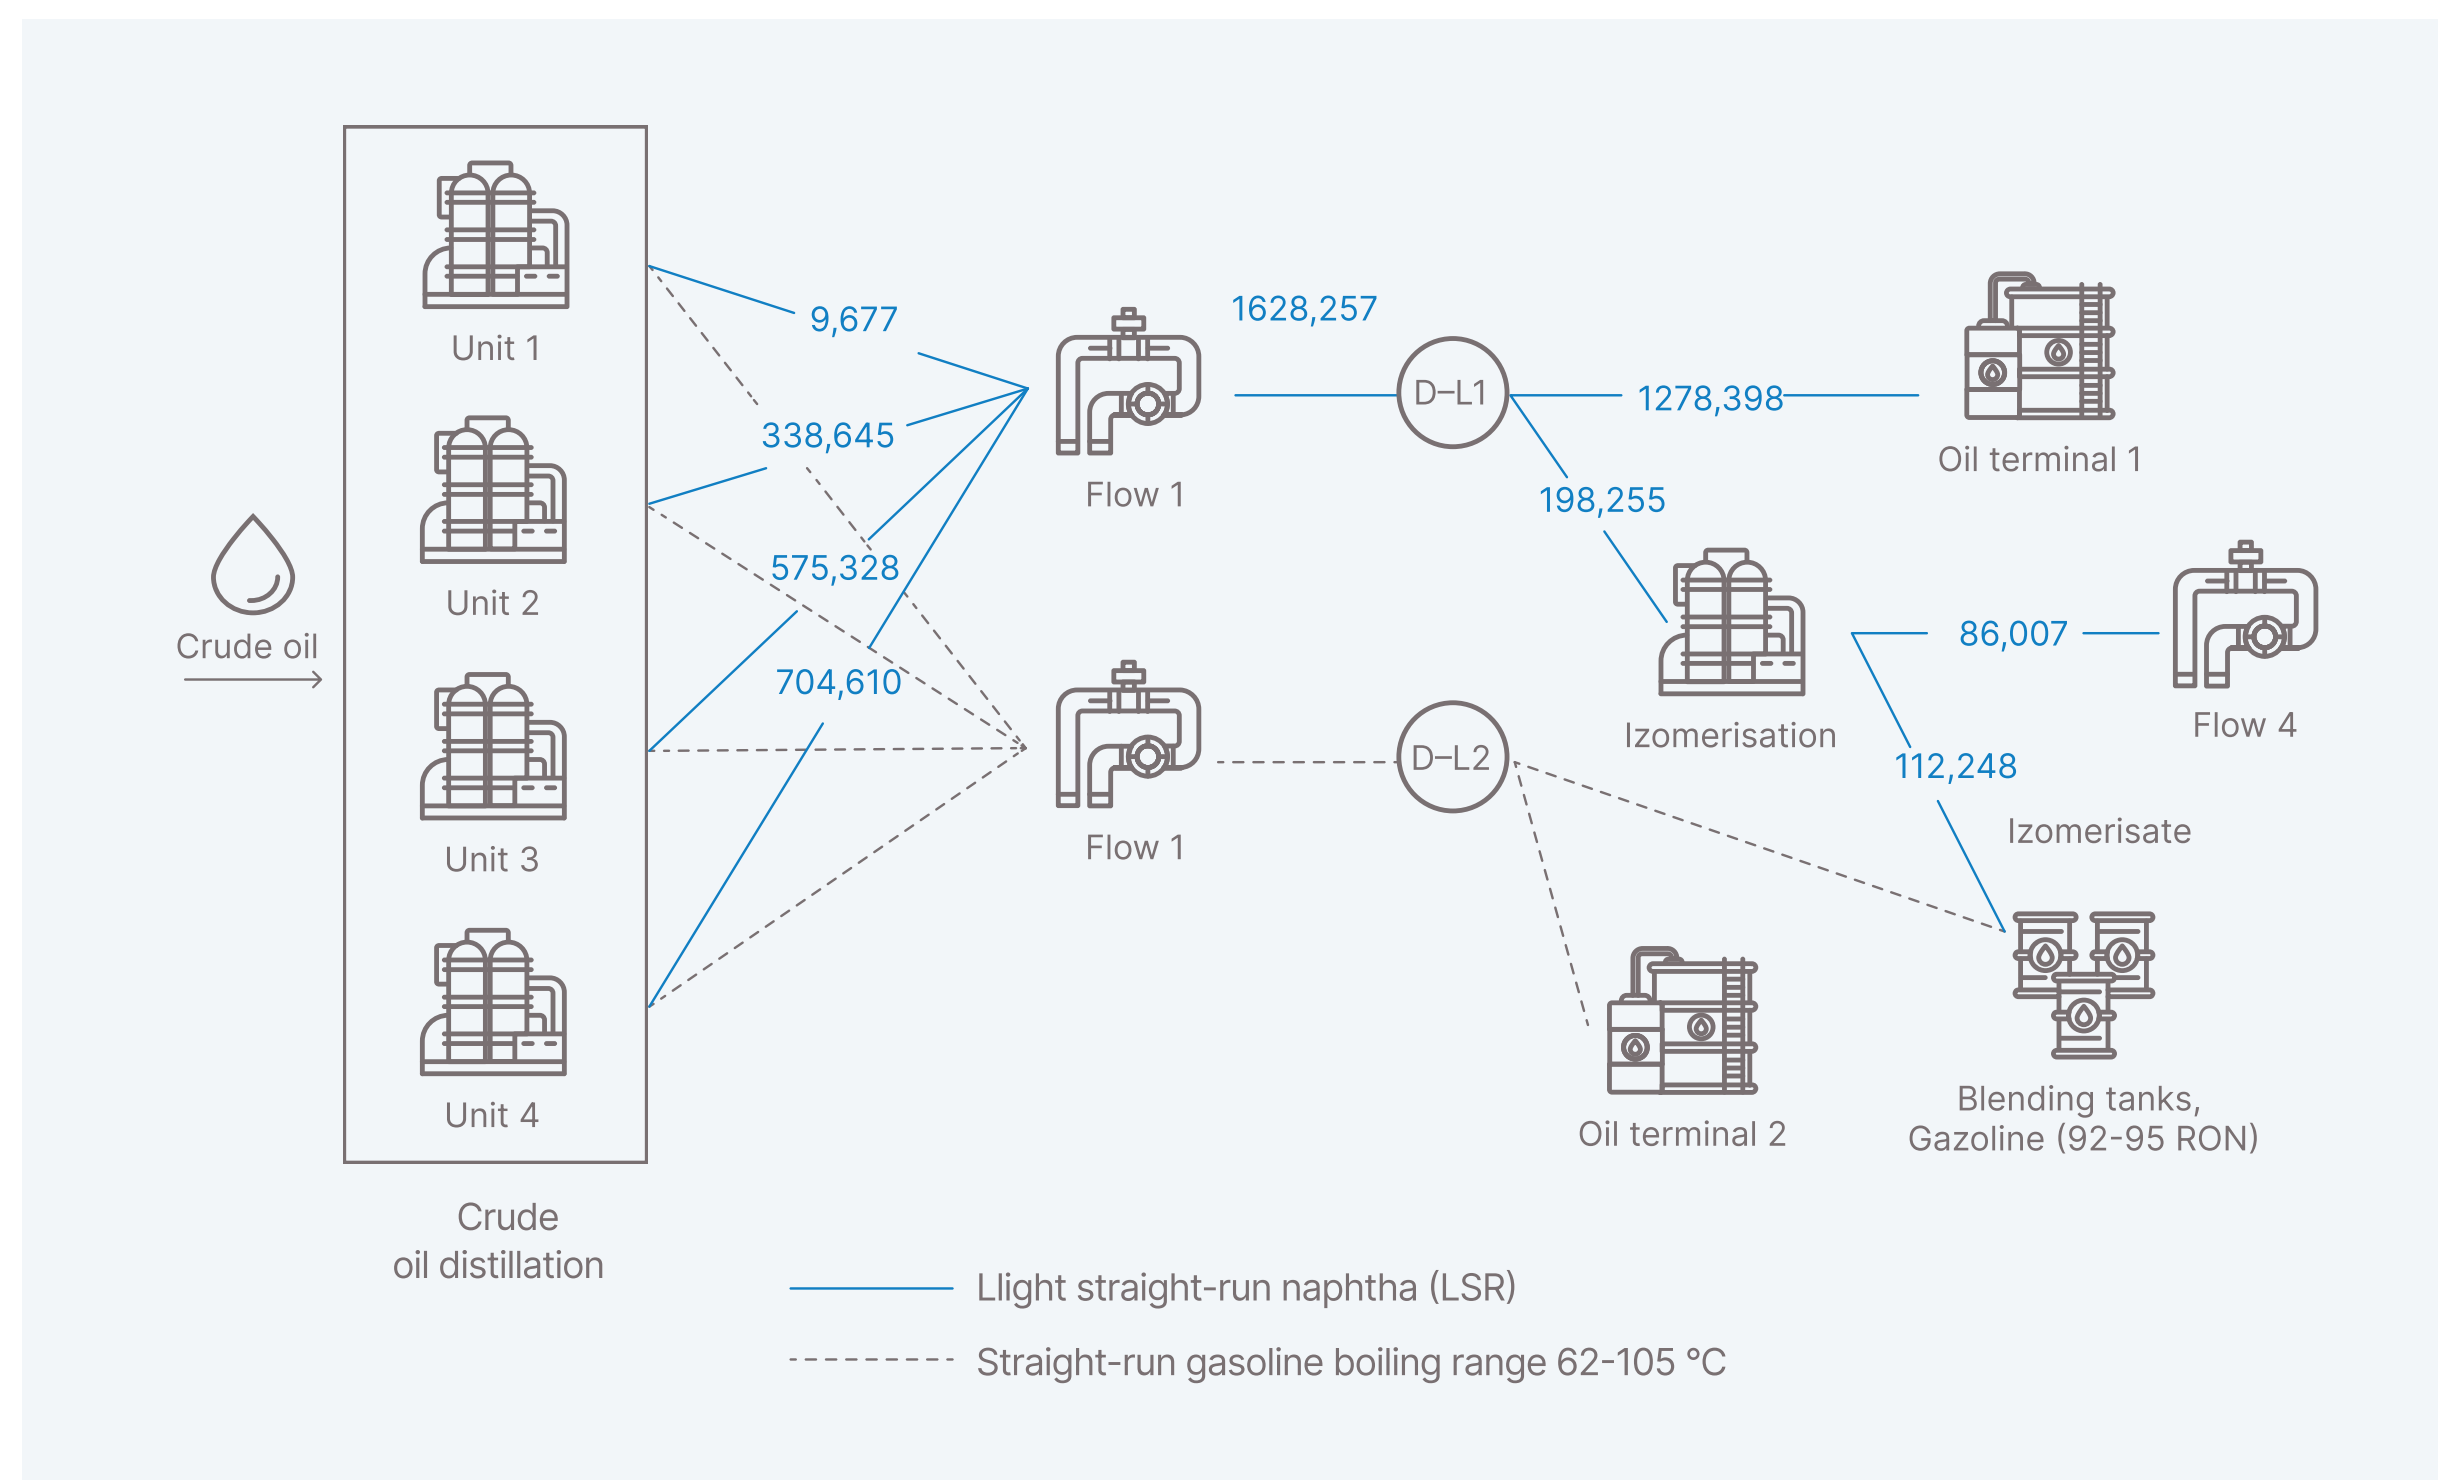 Unit 1
Unit 2
Unit 3
Unit 4
Crude oil
Crude
oil distillation
9,677
338,645
575,328
704,610
Flow 1
Flow 1
1628,257
D–L1
D–L2
1278,398
198,255
Oil terminal 1
Izomerisation
86,007
Flow 4
112,248
Izomerisate
Oil terminal 2
Blending tanks,
Gazoline (92-95 RON)
Llight straight-run naphtha (LSR)
Straight-run gasoline boiling range 62-105 °C